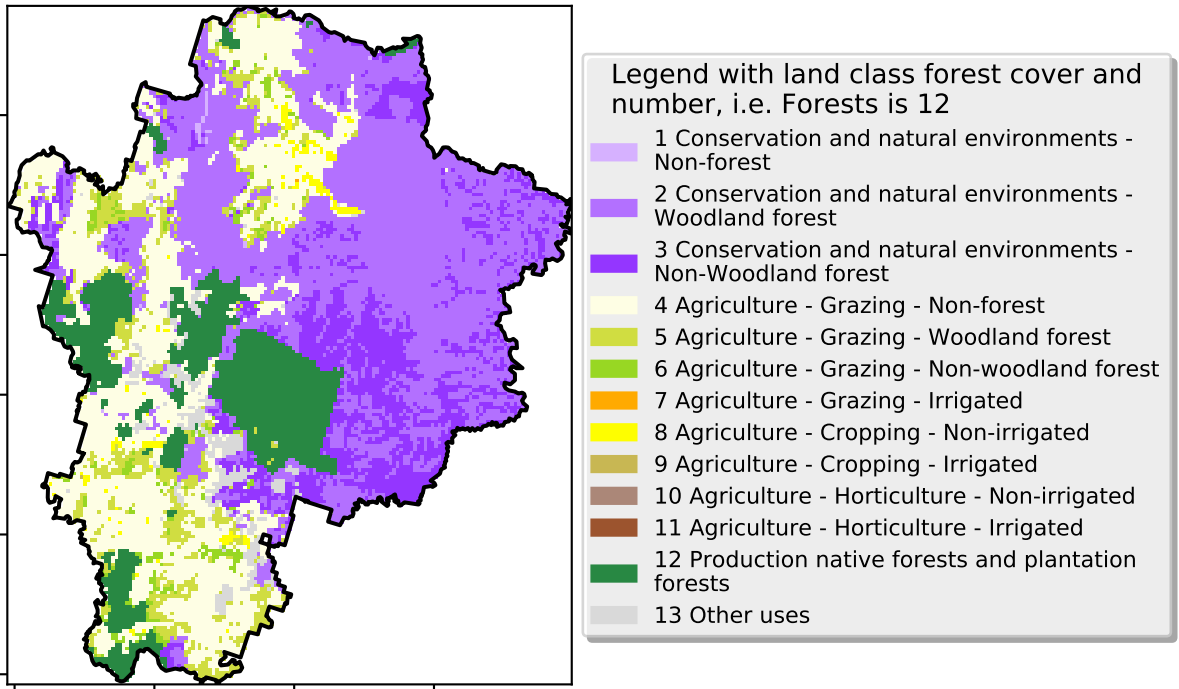 Legend with land class forest cover and
number, i.e. Forests is 12
1 Conservation and natural environments -
Non-forest
2 Conservation and natural environments -
Woodland forest
3 Conservation and natural environments -
Non-Woodland forest
4 Agriculture - Grazing - Non-forest
5 Agriculture - Grazing - Woodland forest
6 Agriculture - Grazing - Non-woodland forest
7 Agriculture - Grazing - Irrigated
8 Agriculture - Cropping - Non-irrigated
9 Agriculture - Cropping - Irrigated
10 Agriculture - Horticulture - Non-irrigated
11 Agriculture - Horticulture - Irrigated
12 Production native forests and plantation
forests
13 Other uses